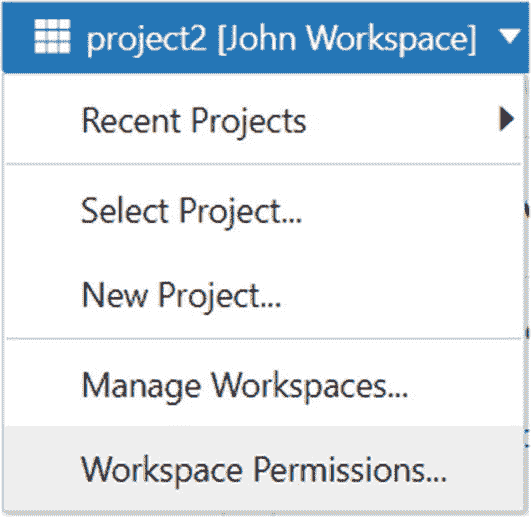 project2 [John Workspace]
Recent Projects
Select Project...
New Project...
Manage Workspaces...
Workspace Permissions...